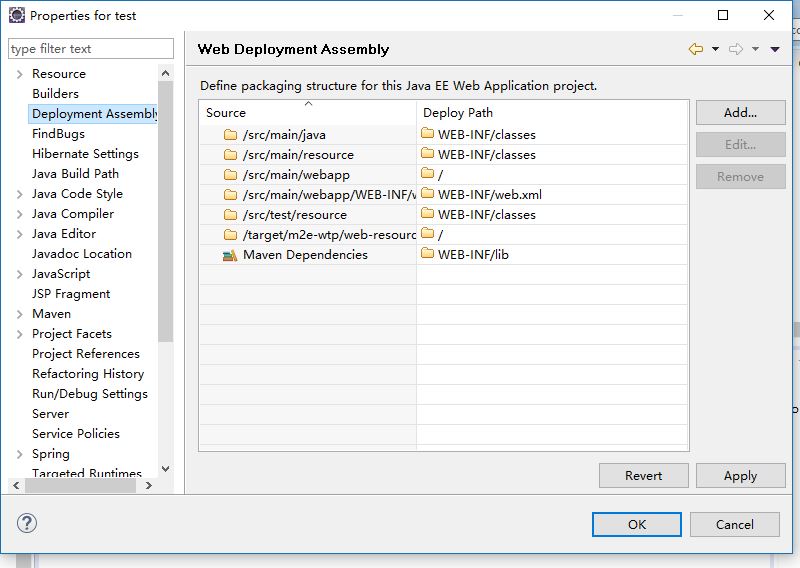 Properties for test
type filter text
Resource
Builders
Deployment Assembly
FindBugs
Hibernate Settings
Java Build Path
Java Code Style
Java Compiler
Java Editor
Javadoc Location
JavaScript
JSP Fragment
Maven
Project Facets
Project References
Refactoring History
Run/Debug Settings
Server
Service Policies
Spring
Targeted Runtimes
Web Deployment Assembly
Define packaging structure for this Java EE Web Application project.
Source Deploy Path
/src/main/java WEB-INF/classes
/src/main/resource WEB-INF/classes
/src/main/webapp /
/src/main/webapp/WEB-INF/ WEB-INF/web.xml
/src/test/resource WEB-INF/classes
/target/m2e-wtp/web-resourc /
Maven Dependencies WEB-INF/lib
Add...
Edit...
Remove
Revert Apply
OK Cancel